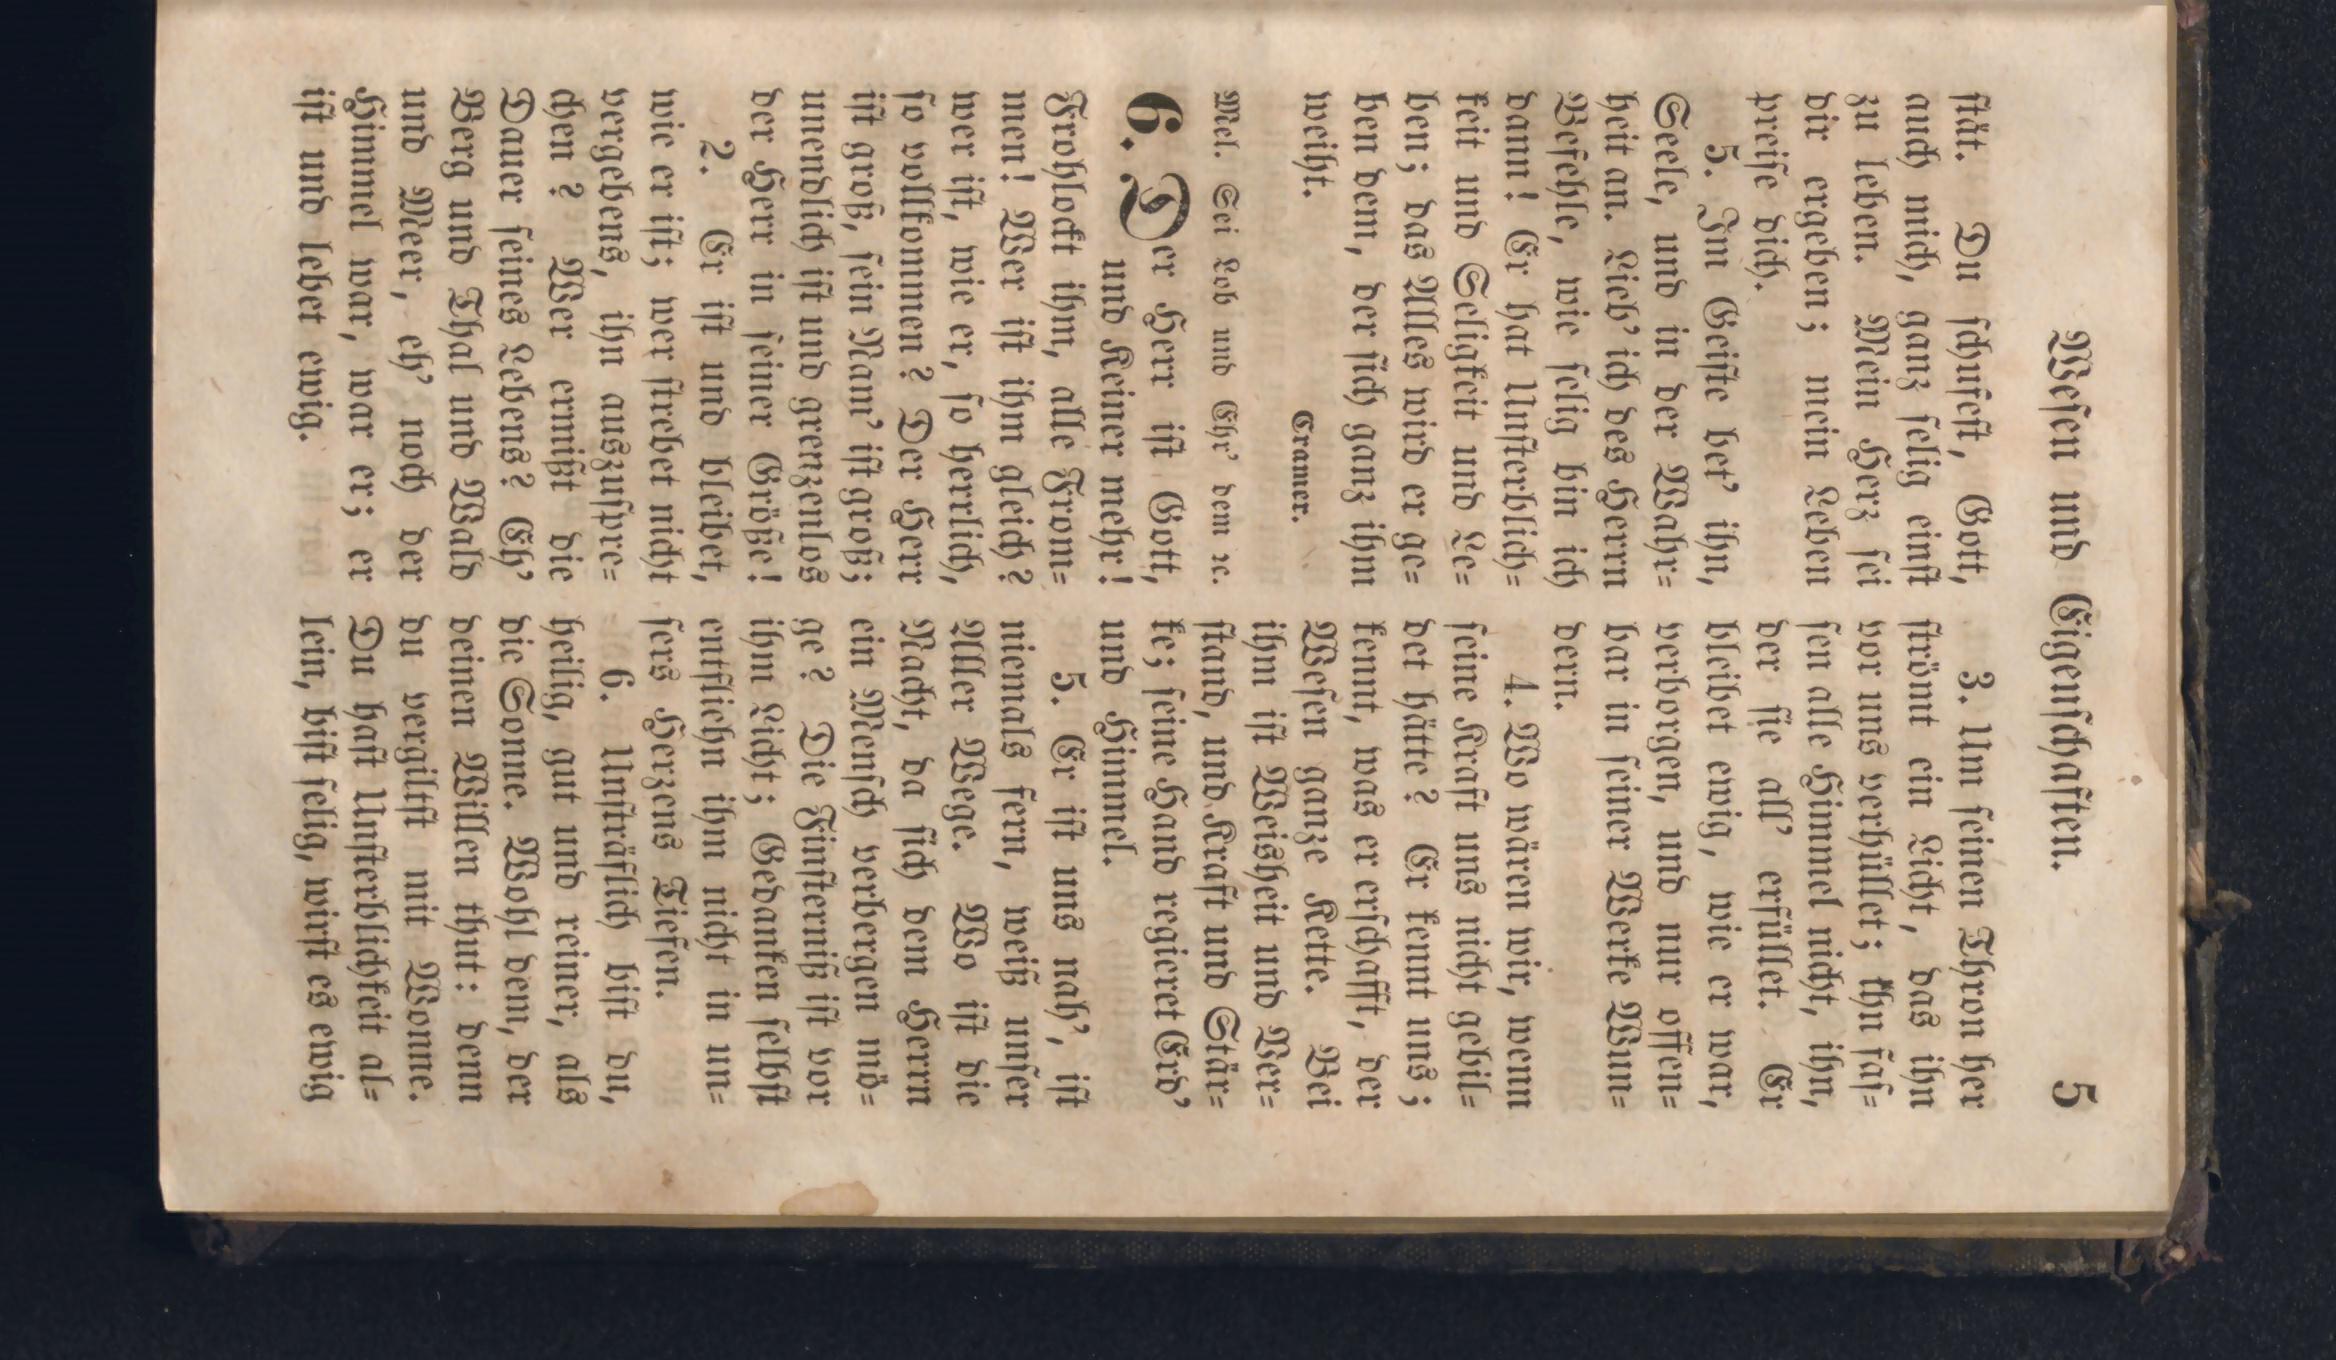 Weſen und Eigenſchaften. 5
ſtät. Du ſchufeſt, Gott,
auch mich, ganz ſelig einſt
zu leben. Mein Herz ſei
dir ergeben; mein Leben
preiſe dich.
5. Im Geiſte bet’ ihn,
Seele, und in der Wahr=
heit an. Lieb’ ich des Herrn
Befehle, wie ſelig bin ich
dann! Er hat Unſterblich=
keit und Seligkeit und Le=
ben; das Alles wird er ge=
ben dem, der ſich ganz ihm
weiht.
Cramer.
Mel. Sei Lob und Ehr’ dem ꝛc.
6. Der Herr iſt Gott,
und Keiner mehr!
Frohlockt ihm, alle From=
men! Wer iſt ihm gleich?
wer iſt, wie er, ſo herrlich,
ſo vollkommen? Der Herr
iſt groß, ſein Nam’ iſt groß;
unendlich iſt und grenzenlos
der Herr in ſeiner Größe!
2. Er iſt und bleibet,
wie er iſt; wer ſtrebet nicht
vergebens, ihn auszuſpre=
chen? Wer ermißt die
Dauer ſeines Lebens? Eh’
Berg und Thal und Wald
und Meer, eh’ noch der
Himmel war, war er; er
iſt und lebet ewig.
3. Um ſeinen Thron her
ſtrömt ein Licht, das ihn
vor uns verhüllet; ihn faſ=
ſen alle Himmel nicht, ihn,
der ſie all’ erfüllet. Er
bleibet ewig, wie er war,
verborgen, und nur offen=
bar in ſeiner Werke Wun=
dern.
4. Wo wären wir, wenn
ſeine Kraft uns nicht gebil=
det hätte? Er kennt uns;
kennt, was er erſchafft, der
Weſen ganze Kette. Bei
ihm iſt Weisheit und Ver=
ſtand, und Kraft und Stär=
ke; ſeine Hand regieret Erd’
und Himmel.
5. Er iſt uns nah’, iſt
niemals fern, weiß unſer
Aller Wege. Wo iſt die
Nacht, da ſich dem Herrn
ein Menſch verbergen mö=
ge? Die Finſterniß iſt vor
ihm Licht; Gedanken ſelbſt
entfliehn ihm nicht in un=
ſers Herzens Tiefen.
6. Unſträflich biſt du,
heilig, gut und reiner, als
die Sonne. Wohl dem, der
deinen Willen thut: denn
du vergiltſt mit Wonne.
Du haſt Unſterblichkeit al=
lein, biſt ſelig, wirſt es ewig